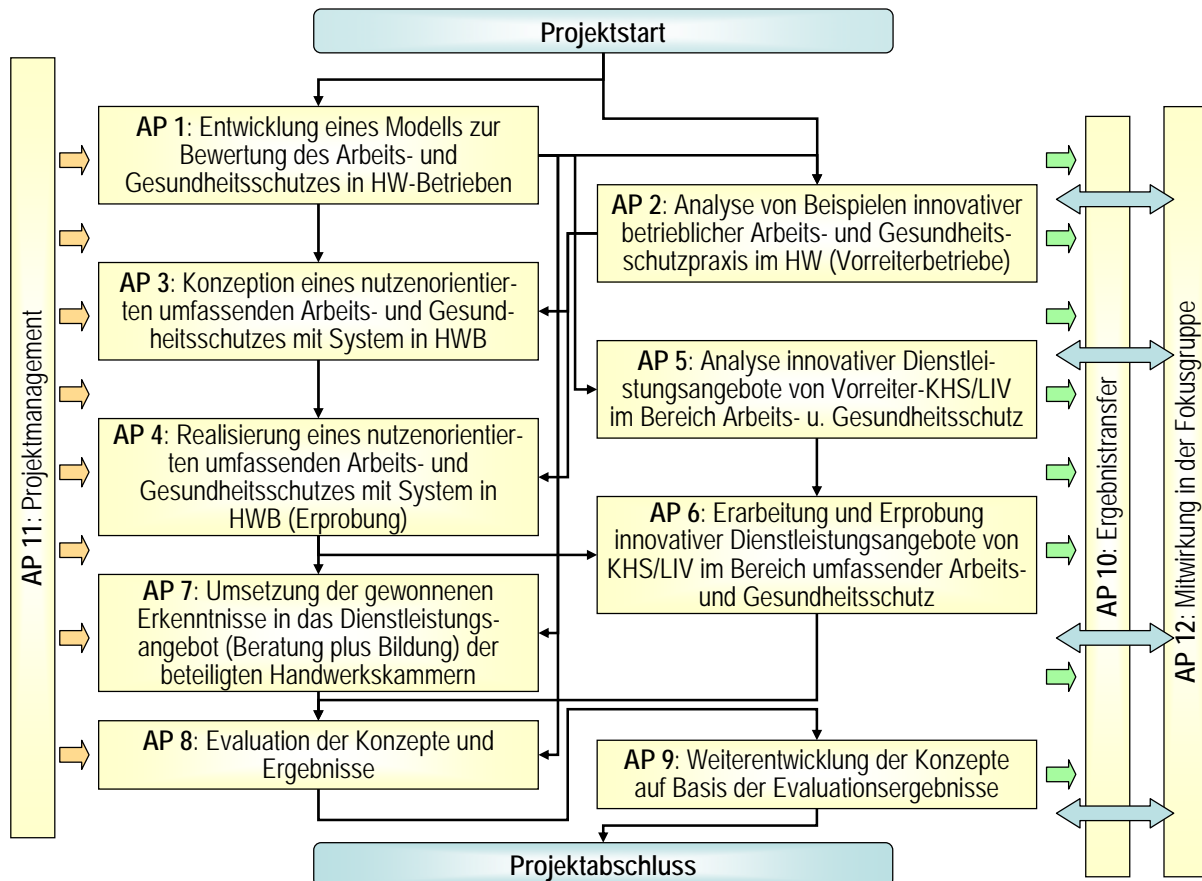 Projektstart
AP 11: Projektmanagement
AP 1: Entwicklung eines Modells zur
Bewertung des Arbeits- und
Gesundheitsschutzes in HW-Betrieben
AP 2: Analyse von Beispielen innovativer
betrieblicher Arbeits- und Gesundheits-
schutzpraxis im HW (Vorreiterbetriebe)
AP 3: Konzeption eines nutzenorientier-
ten umfassenden Arbeits- und Gesund-
heitsschutzes mit System in HWB
AP 5: Analyse innovativer Dienstlei-
stungsangebote von Vorreiter-KHS/LIV
im Bereich Arbeits- u. Gesundheitsschutz
AP 4: Realisierung eines nutzenorientier-
ten umfassenden Arbeits- und
Gesundheitsschutzes mit System in
HWB (Erprobung)
AP 6: Erarbeitung und Erprobung
innovativer Dienstleistungsangebote von
KHS/LIV im Bereich umfassender Arbeits-
und Gesundheitsschutz
AP 7: Umsetzung der gewonnenen
Erkenntnisse in das Dienstleistungs-
angebot (Beratung plus Bildung) der
beteiligten Handwerkskammern
AP 8: Evaluation der Konzepte und
Ergebnisse
AP 9: Weiterentwicklung der Konzepte
auf Basis der Evaluationsergebnisse
AP 10: Ergebnistransfer
AP 12: Mitwirkung in der Fokusgruppe
Projektabschluss